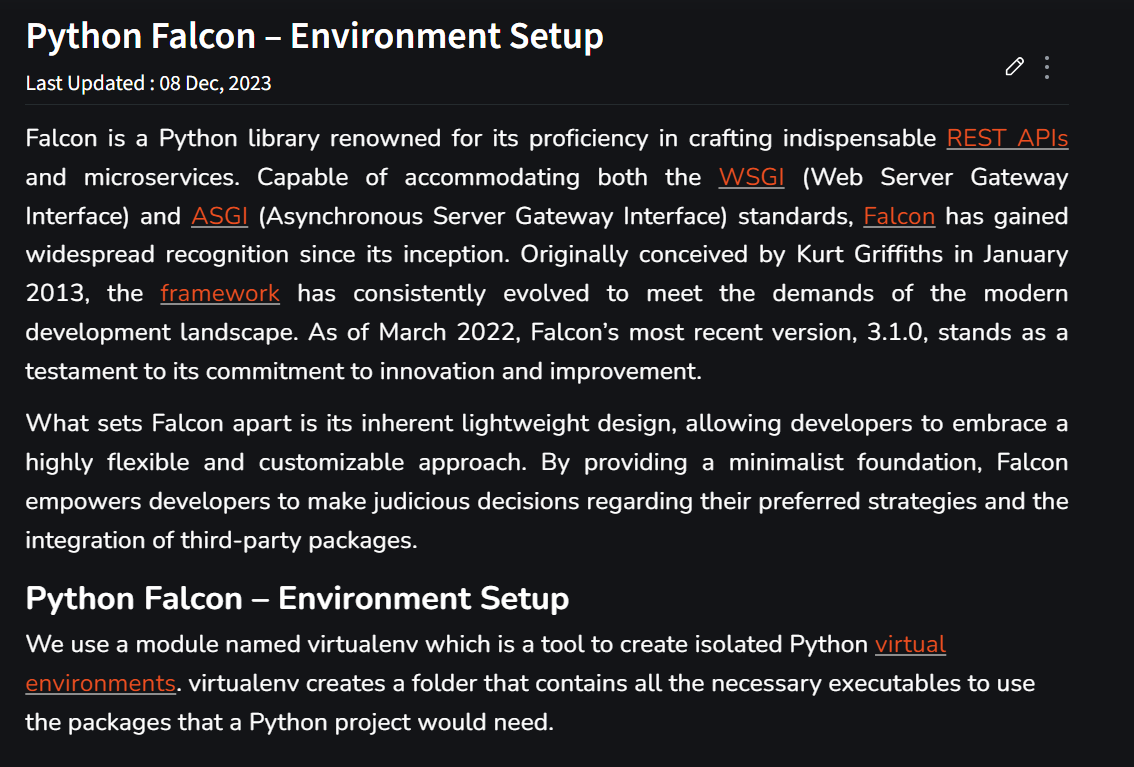 Python Falcon – Environment Setup
Last Updated : 08 Dec, 2023
Falcon is a Python library renowned for its proficiency in crafting indispensable REST APIs
and microservices. Capable of accommodating both the WSGI (Web Server Gateway
Interface) and ASGI (Asynchronous Server Gateway Interface) standards, Falcon has gained
widespread recognition since its inception. Originally conceived by Kurt Griffiths in January
2013, the framework has consistently evolved to meet the demands of the modern
development landscape. As of March 2022, Falcon’s most recent version, 3.1.0, stands as a
testament to its commitment to innovation and improvement.
What sets Falcon apart is its inherent lightweight design, allowing developers to embrace a
highly flexible and customizable approach. By providing a minimalist foundation, Falcon
empowers developers to make judicious decisions regarding their preferred strategies and the
integration of third-party packages.
Python Falcon – Environment Setup
We use a module named virtualenv which is a tool to create isolated Python virtual
environments. virtualenv creates a folder that contains all the necessary executables to use
the packages that a Python project would need.